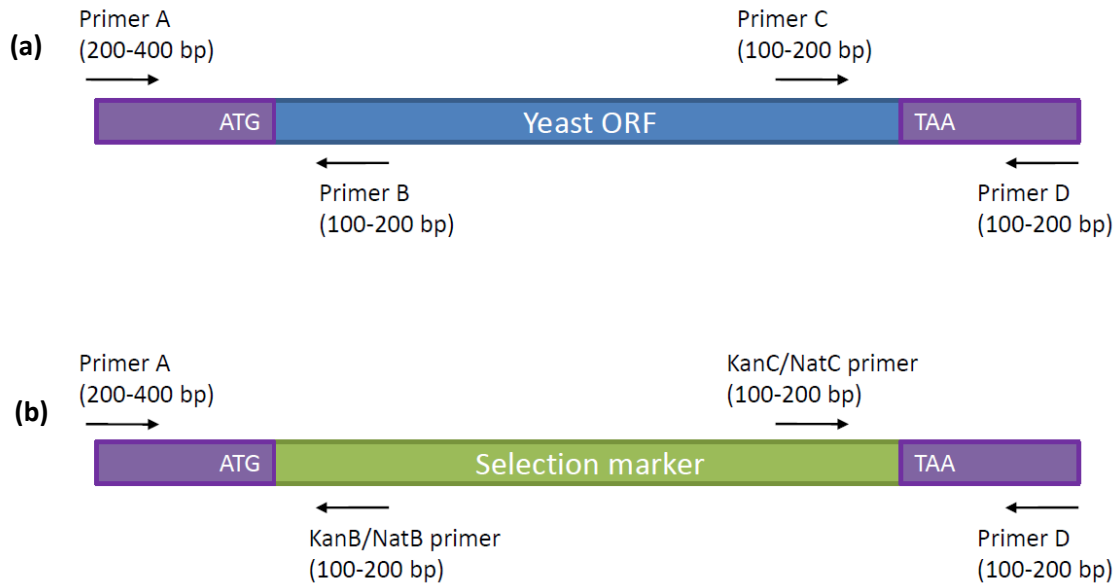 (a)
Primer A
(200-400 bp)
Primer C
(100-200 bp)
ATG
Yeast ORF
TAA
Primer B
(100-200 bp)
Primer D
(100-200 bp)
(b)
Primer A
(200-400 bp)
KanC/NatC primer
(100-200 bp)
ATG
Selection marker
TAA
KanB/NatB primer
(100-200 bp)
Primer D
(100-200 bp)